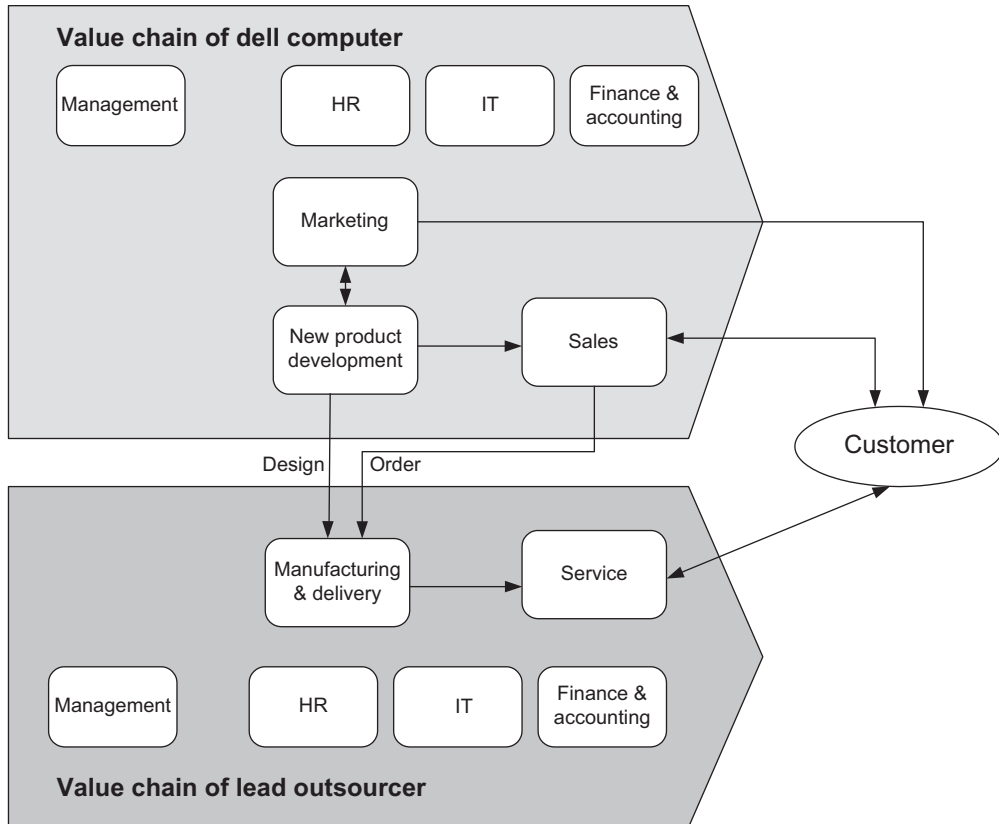 Value chain of dell computer
Management
HR
IT
Finance &
accounting
Marketing
New product
development
Sales
Customer
Design
Order
Manufacturing
& delivery
Service
Management
HR
IT
Finance &
accounting
Value chain of lead outsourcer